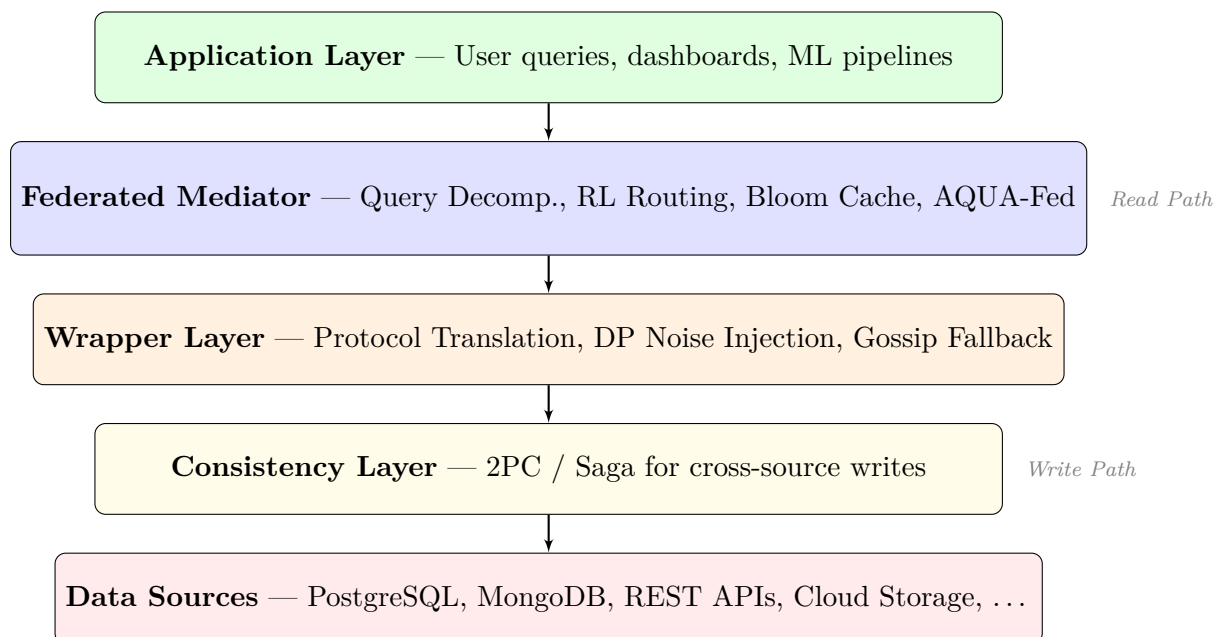 Application Layer — User queries, dashboards, ML pipelines
Federated Mediator — Query Decomp., RL Routing, Bloom Cache, AQUA-Fed
Read Path
Wrapper Layer — Protocol Translation, DP Noise Injection, Gossip Fallback
Consistency Layer — 2PC / Saga for cross-source writes
Write Path
Data Sources — PostgreSQL, MongoDB, REST APIs, Cloud Storage, ...